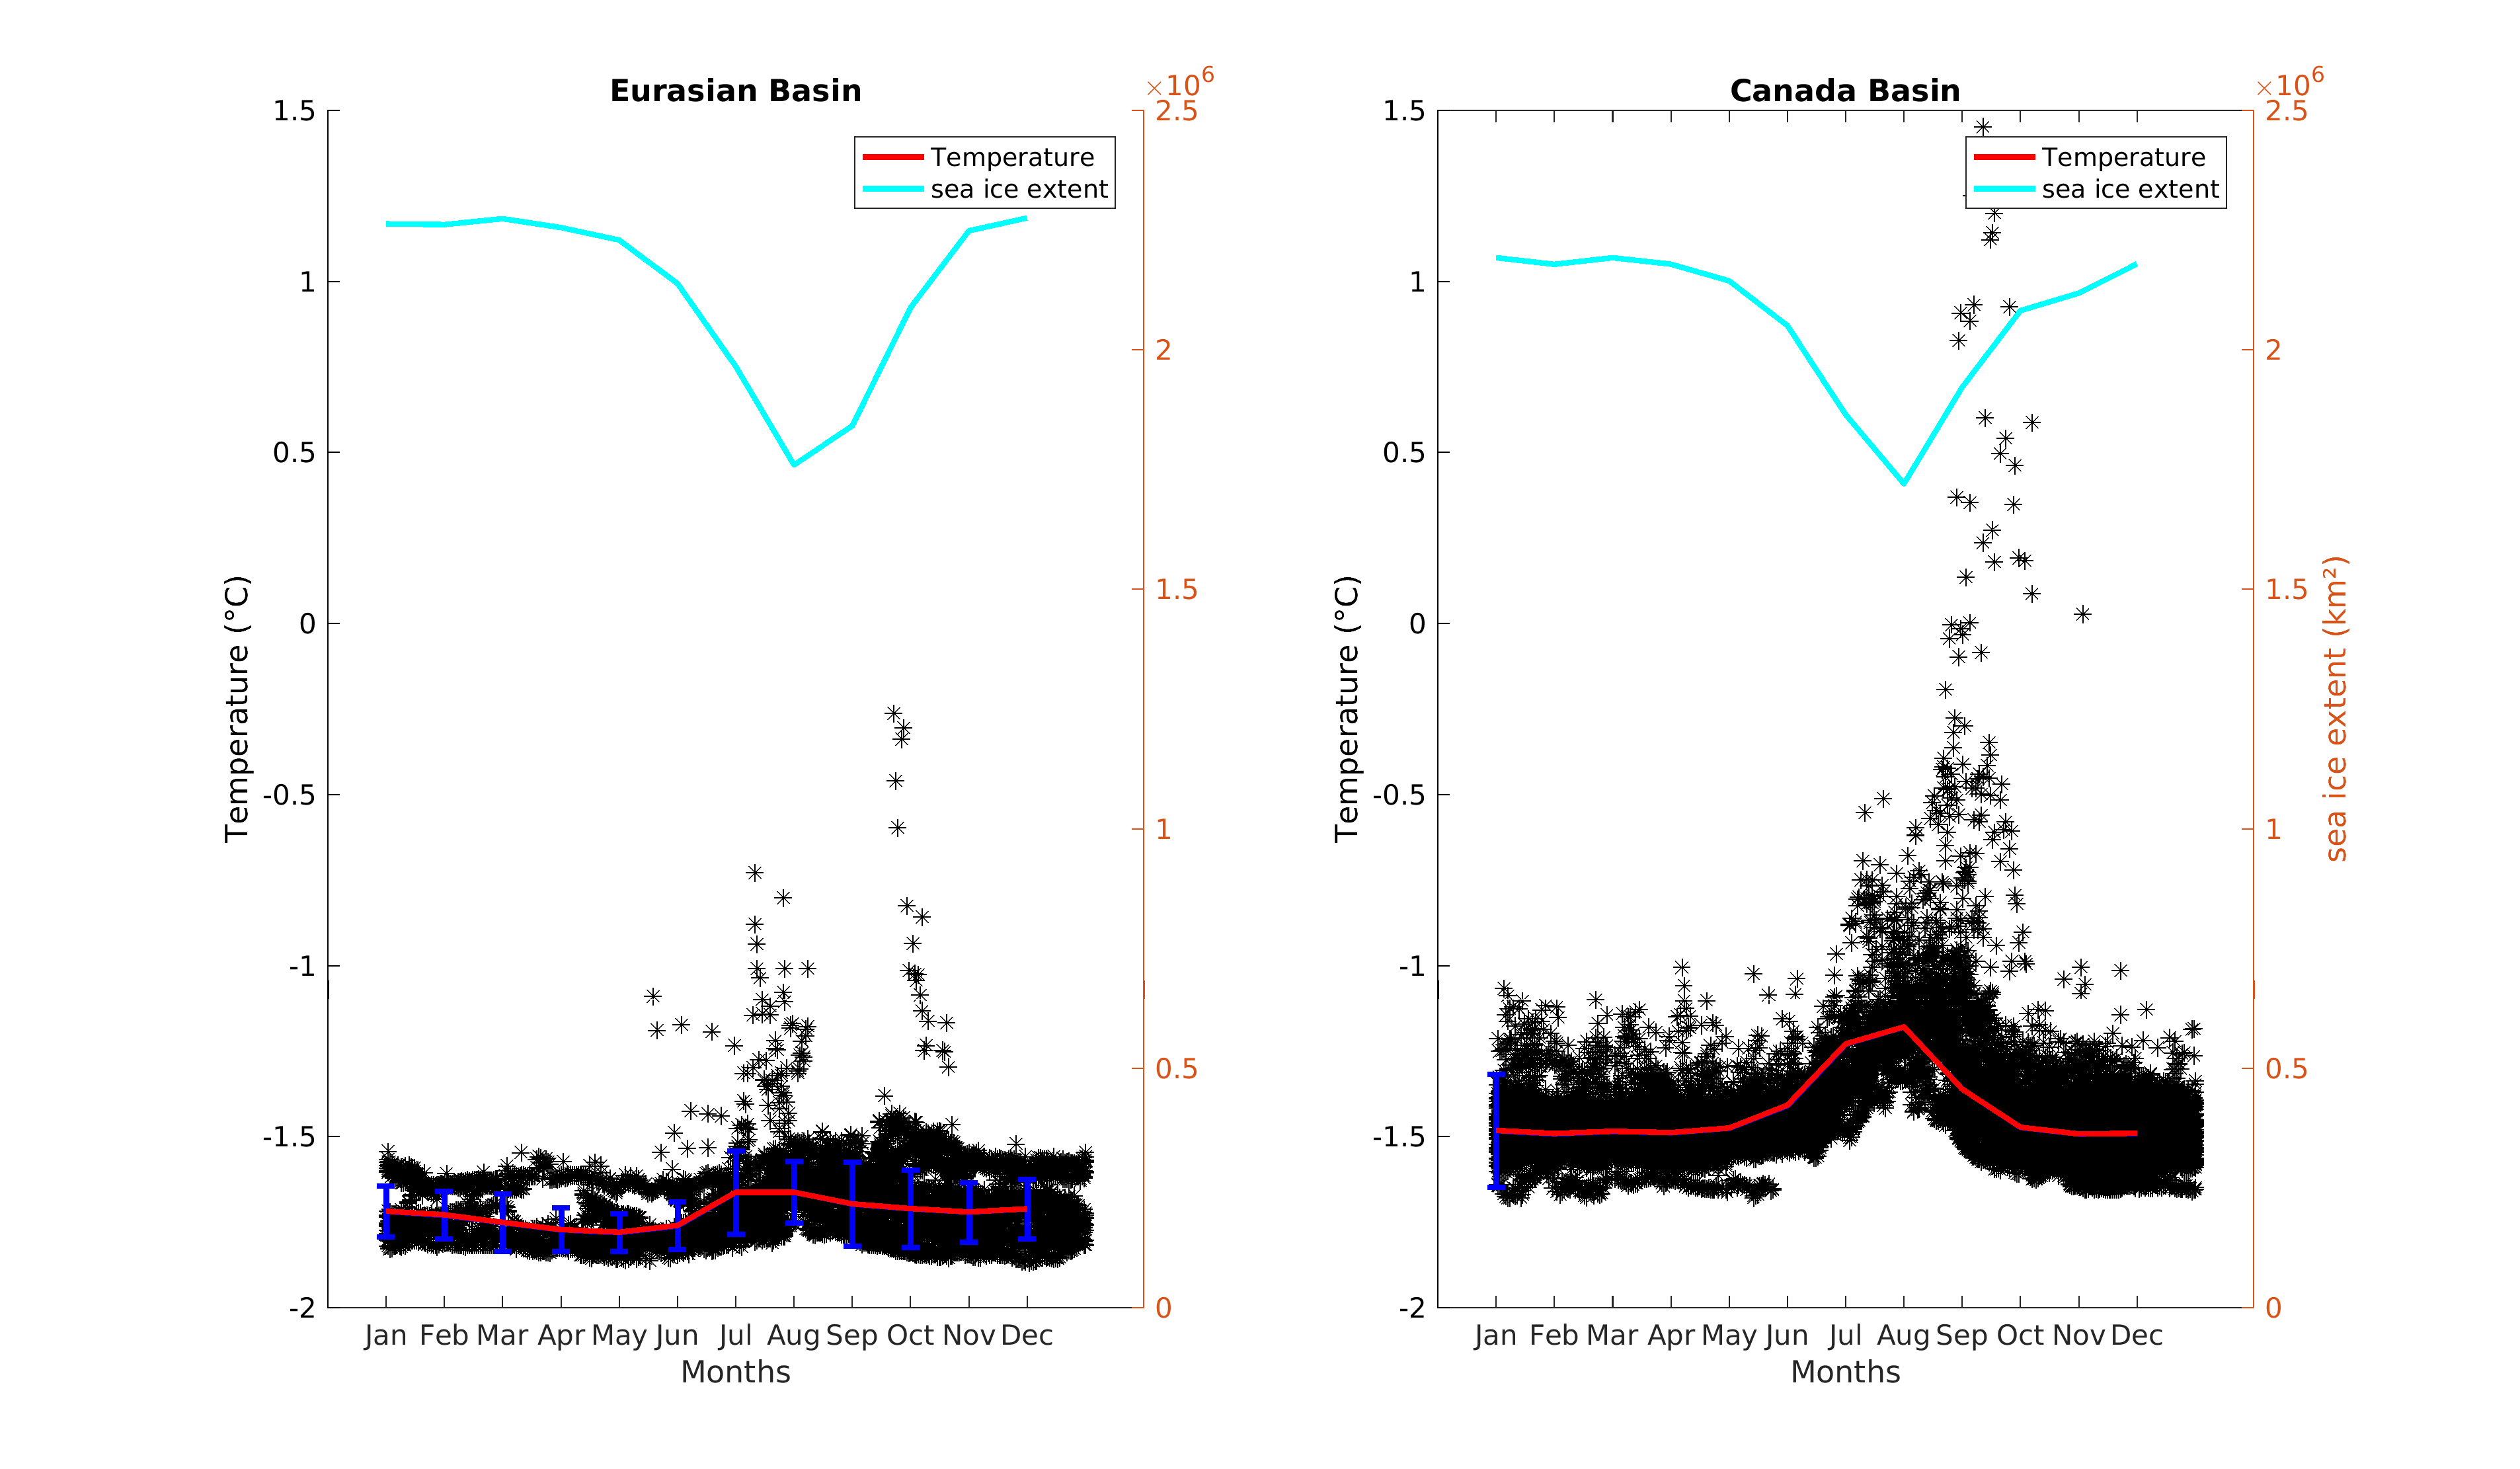 Eurasian Basin
×10⁶
1.5
1
0.5
0
-0.5
-1
-1.5
-2
Temperature (°C)
Temperature
sea ice extent
2.5
2
1.5
1
0.5
0
Jan Feb Mar Apr May Jun Jul Aug Sep Oct Nov Dec
Months
Canada Basin
×10⁶
1.5
1
0.5
0
-0.5
-1
-1.5
-2
Temperature (°C)
Temperature
sea ice extent
2.5
2
1.5
1
0.5
0
sea ice extent (km²)
Jan Feb Mar Apr May Jun Jul Aug Sep Oct Nov Dec
Months